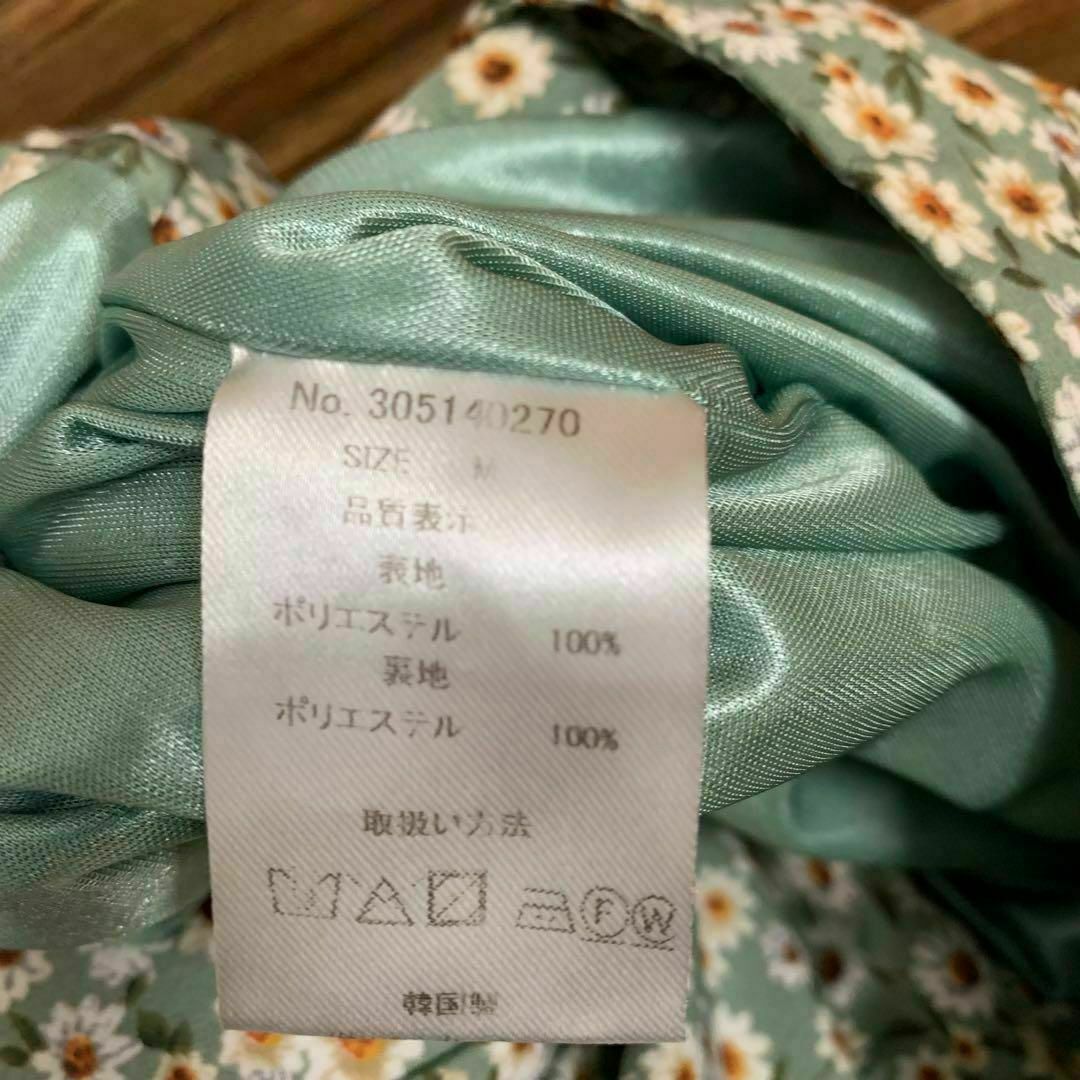 No. 305140270
SIZE M
品質表示
表地
ポリエステル 100%
裏地
ポリエステル 100%
取扱い方法
F W
韓国製